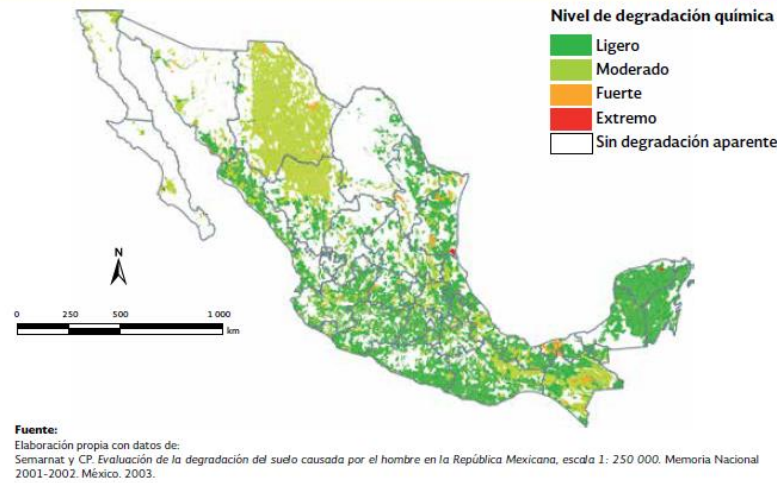 Nivel de degradación química
Ligero
Moderado
Fuerte
Extremo
Sin degradación aparente
N
0 250 500 1 000
km
Fuente:
Elaboración propia con datos de:
Semarnat y CP. Evaluación de la degradación del suelo causada por el hombre en la República Mexicana, escala 1: 250 000. Memoria Nacional
2001-2002. México. 2003.